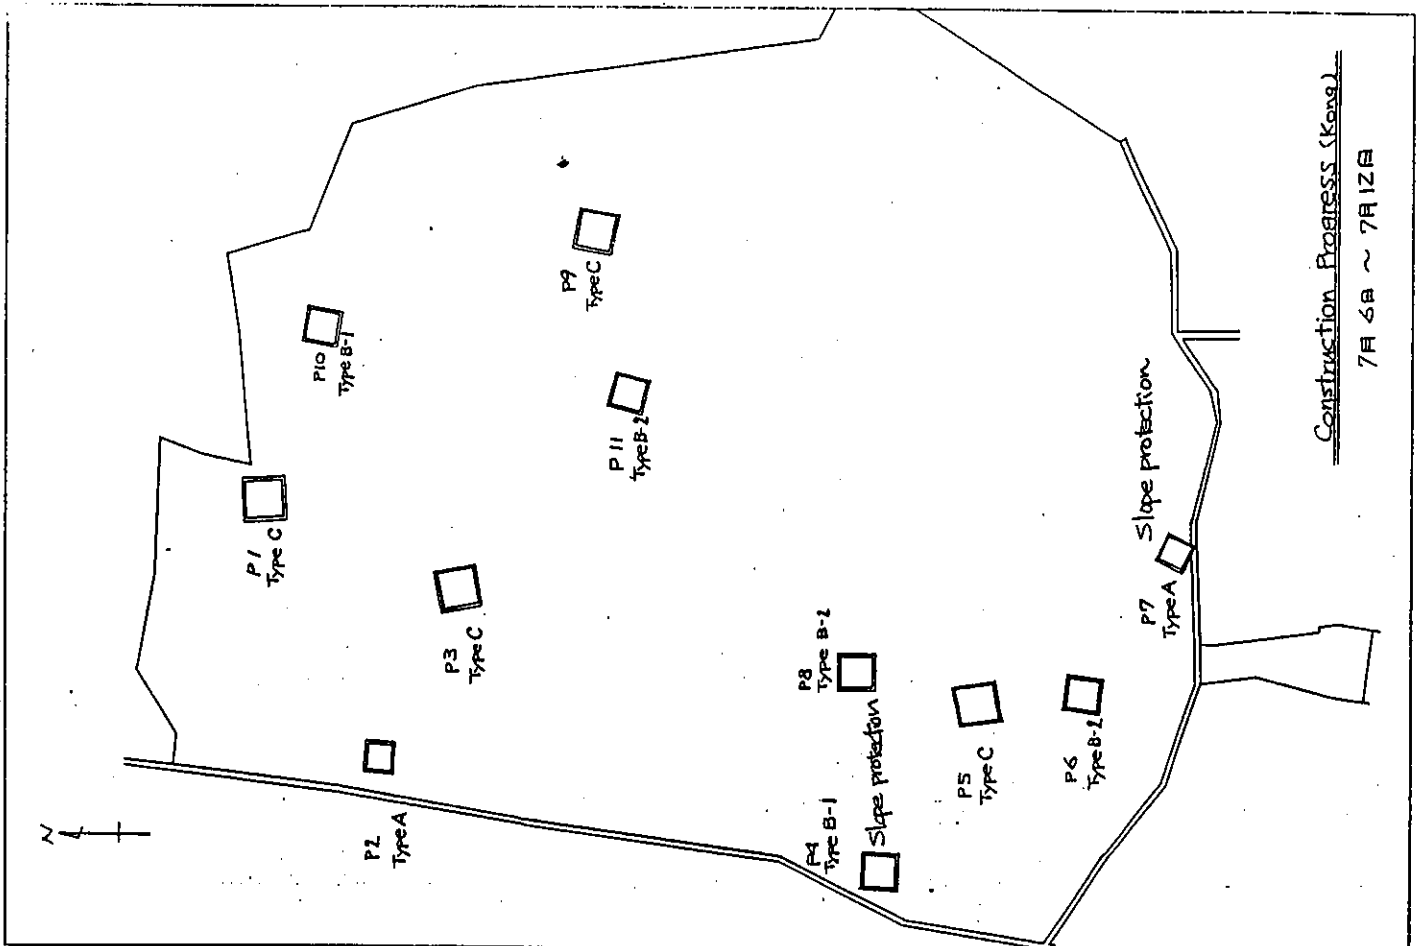 N
P1
Type C
P10
Type B-1
P2
Type A
P3
Type C
P9
Type C
P11
Type B-2
P4
Type B-1
Slope protection
P8
Type B-2
P5
Type C
P6
Type B-2
P7
Type A
Slope protection
Construction Progress (Kong)
7月6日 ~ 7月12日